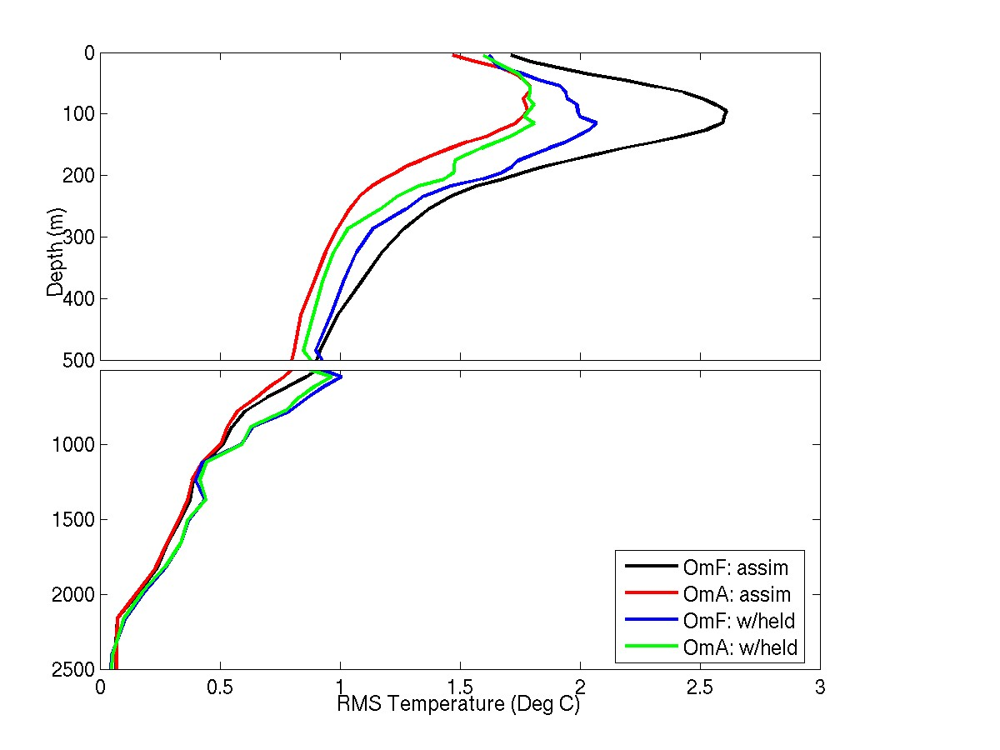 0
100
200
300
400
500
Depth (m)
1000
1500
2000
2500
OmF: assim
OmA: assim
OmF: w/held
OmA: w/held
0
0.5
1
1.5
2
2.5
3
RMS Temperature (Deg C)